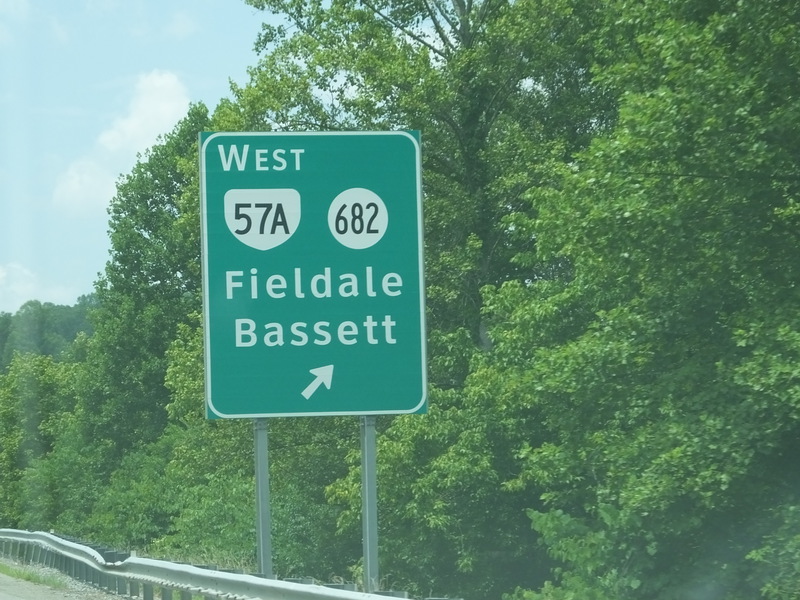 WEST
57A 682
Fieldale
Bassett